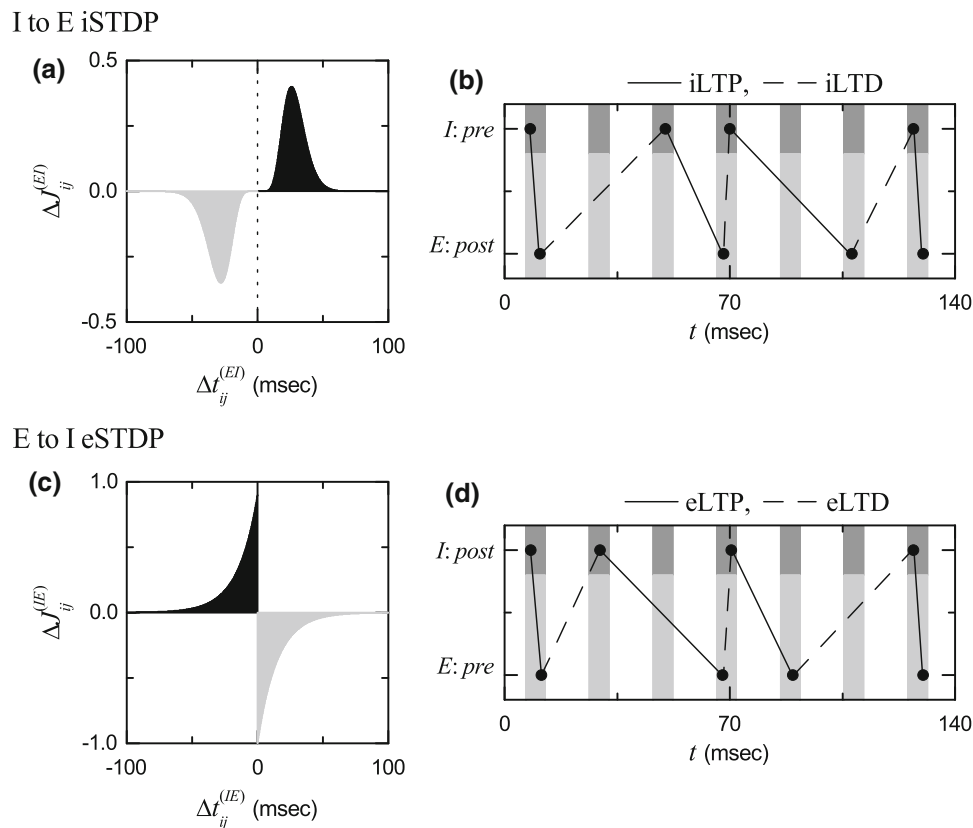 I to E iSTDP
(a)
0.5
0.0
-0.5
ΔJ_ij^(EI)
-100 0 100
Δt_ij^(EI) (msec)
(b)
iLTP, iLTD
I: pre
E: post
0 70 140
t (msec)
E to I eSTDP
(c)
1.0
0.0
-1.0
ΔJ_ij^(IE)
-100 0 100
Δt_ij^(IE) (msec)
(d)
eLTP, eLTD
I: post
E: pre
0 70 140
t (msec)